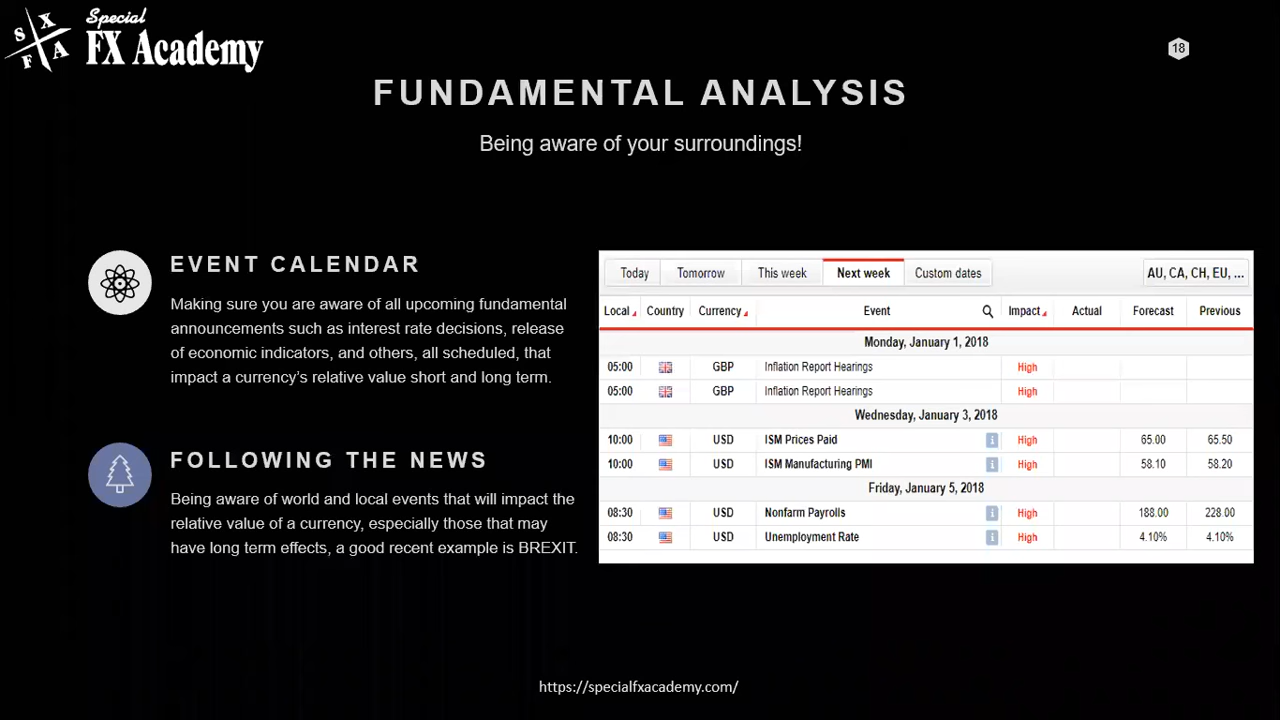 S X F A
Special
FX Academy
18
FUNDAMENTAL ANALYSIS
Being aware of your surroundings!
EVENT CALENDAR
Making sure you are aware of all upcoming fundamental
announcements such as interest rate decisions, release
of economic indicators, and others, all scheduled, that
impact a currency's relative value short and long term.
FOLLOWING THE NEWS
Being aware of world and local events that will impact the
relative value of a currency, especially those that may
have long term effects, a good recent example is BREXIT.
Today Tomorrow This week Next week Custom dates AU, CA, CH, EU, ...
Local Country Currency Event Impact Actual Forecast Previous
Monday, January 1, 2018
05:00 GBP Inflation Report Hearings High
05:00 GBP Inflation Report Hearings High
Wednesday, January 3, 2018
10:00 USD ISM Prices Paid i High 65.00 65.50
10:00 USD ISM Manufacturing PMI i High 58.10 58.20
Friday, January 5, 2018
08:30 USD Nonfarm Payrolls i High 188.00 228.00
08:30 USD Unemployment Rate i High 4.10% 4.10%
https://specialfxacademy.com/